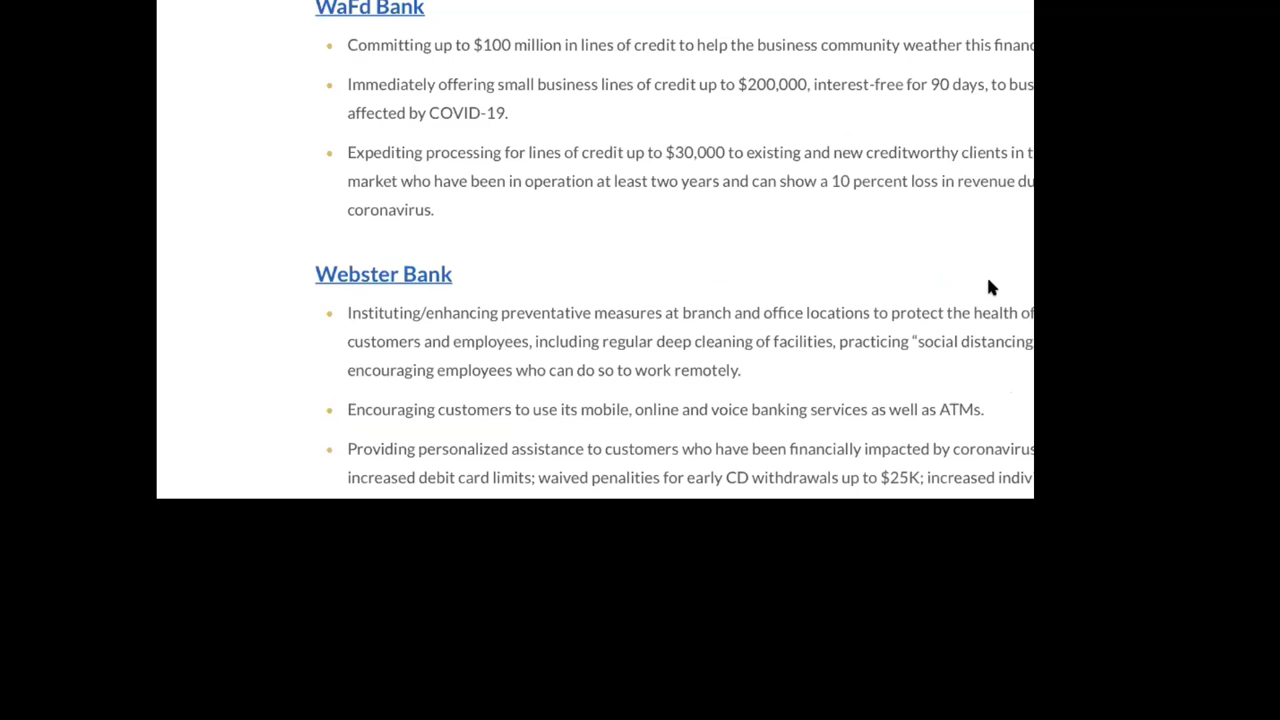 WaFd Bank
• Committing up to $100 million in lines of credit to help the business community weather this
• Immediately offering small business lines of credit up to $200,000, interest-free for 90 days, to
affected by COVID-19.
• Expediting processing for lines of credit up to $30,000 to existing and new creditworthy clients in
market who have been in operation at least two years and can show a 10 percent loss in revenue
coronavirus.
Webster Bank
• Instituting/enhancing preventative measures at branch and office locations to protect the health of
customers and employees, including regular deep cleaning of facilities, practicing “social distancing
encouraging employees who can do so to work remotely.
• Encouraging customers to use its mobile, online and voice banking services as well as ATMs.
• Providing personalized assistance to customers who have been financially impacted by coronavirus
increased debit card limits; waived penalities for early CD withdrawals up to $25K; increased